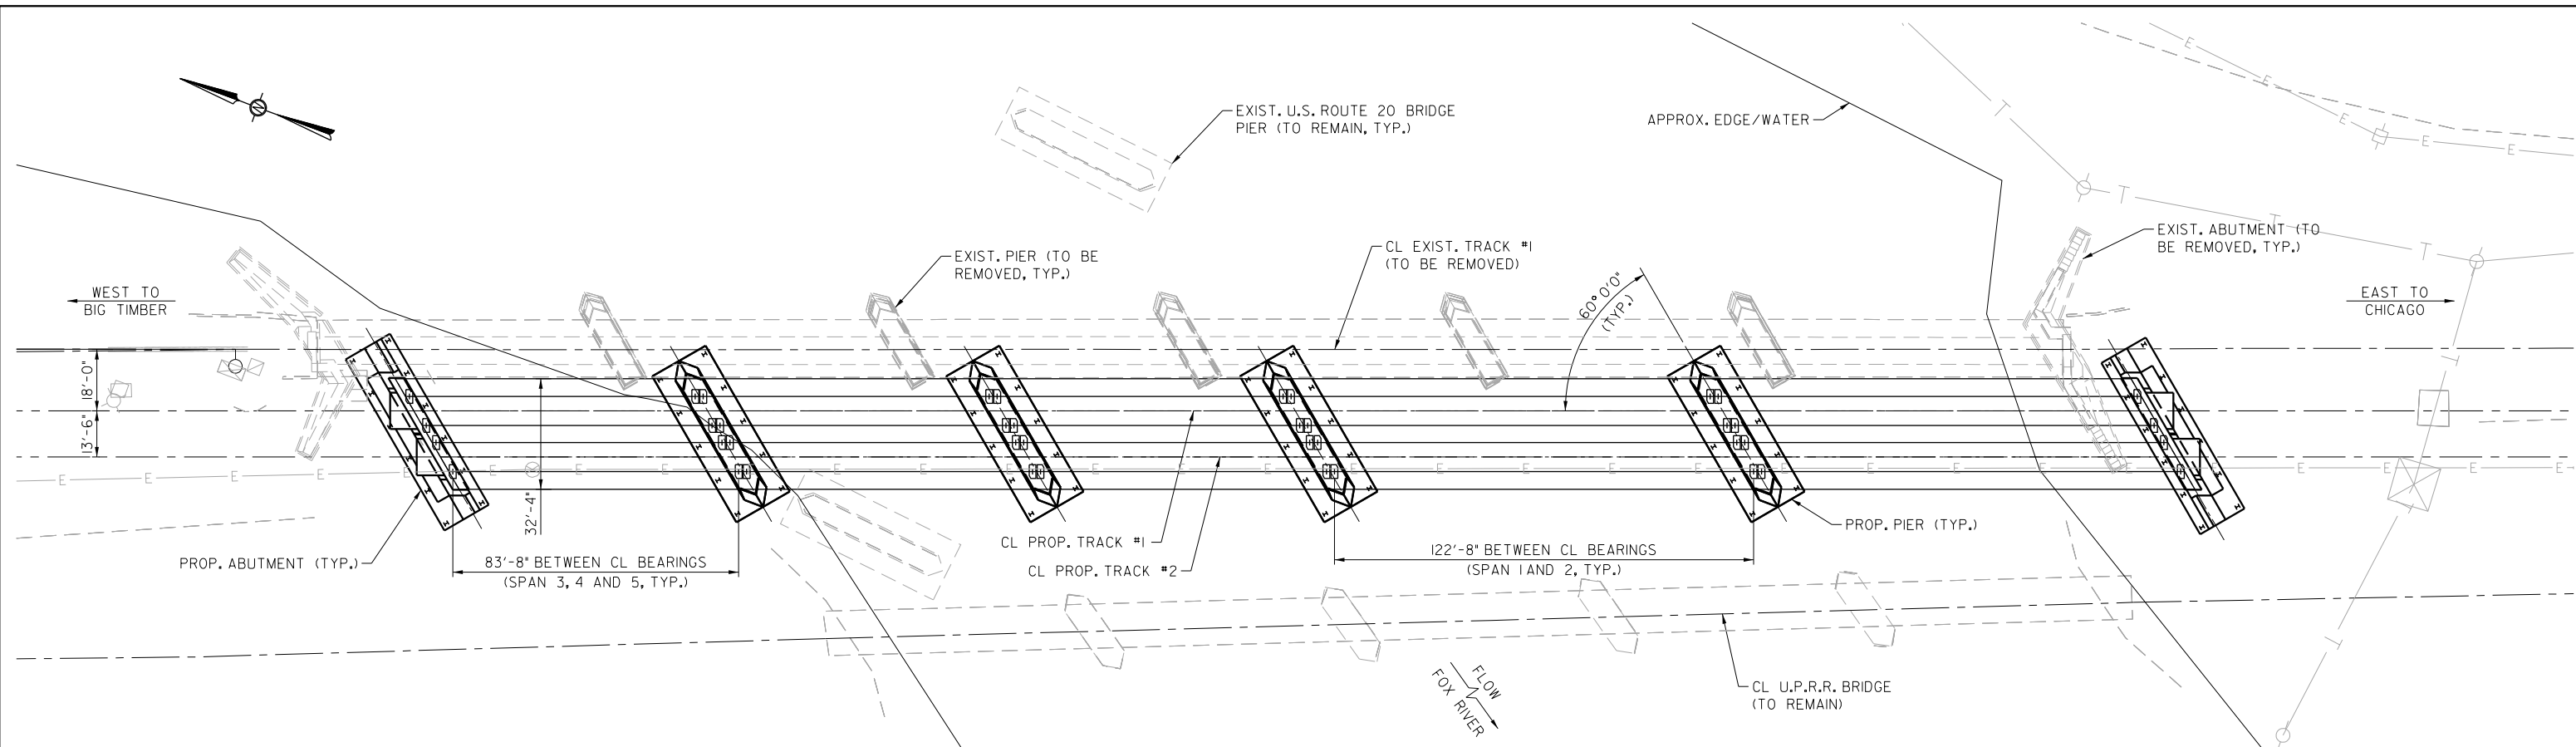 N
EXIST. U.S. ROUTE 20 BRIDGE
PIER (TO REMAIN, TYP.)
APPROX. EDGE/WATER
EXIST. ABUTMENT (TO
BE REMOVED, TYP.)
CL EXIST. TRACK #1
(TO BE REMOVED)
EXIST. PIER (TO BE
REMOVED, TYP.)
WEST TO
BIG TIMBER
EAST TO
CHICAGO
60°0'0"
(TYP.)
18'-0"
13'-6"
32'-4"
PROP. ABUTMENT (TYP.)
83'-8" BETWEEN CL BEARINGS
(SPAN 3, 4 AND 5, TYP.)
CL PROP. TRACK #1
CL PROP. TRACK #2
122'-8" BETWEEN CL BEARINGS
(SPAN 1 AND 2, TYP.)
PROP. PIER (TYP.)
FLOW
FOX RIVER
CL U.P.R.R. BRIDGE
(TO REMAIN)
E E E E E E E E E E E E E E E E E E E E E E E E E E E E E
E E E E E
T T T T T T